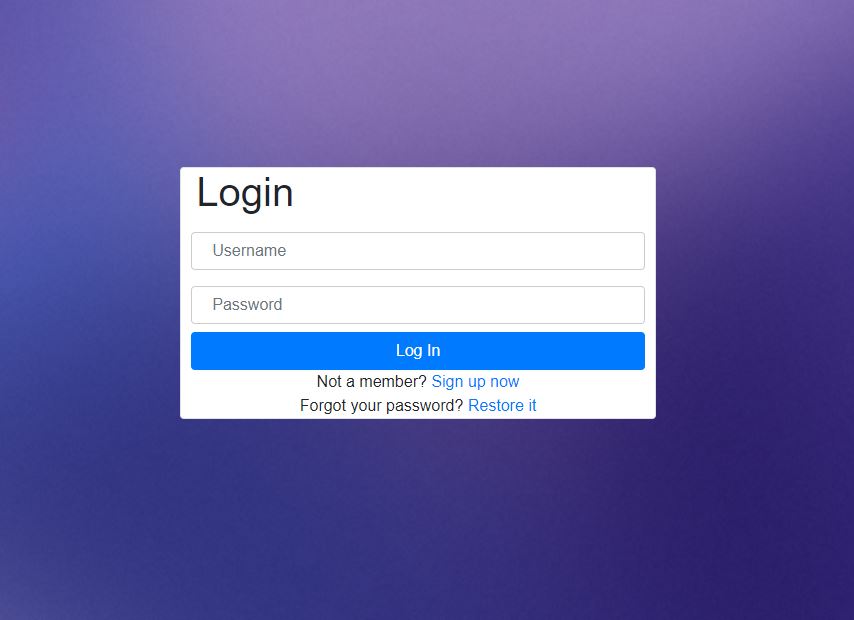 Login
Username
Password
Log In
Not a member? Sign up now
Forgot your password? Restore it